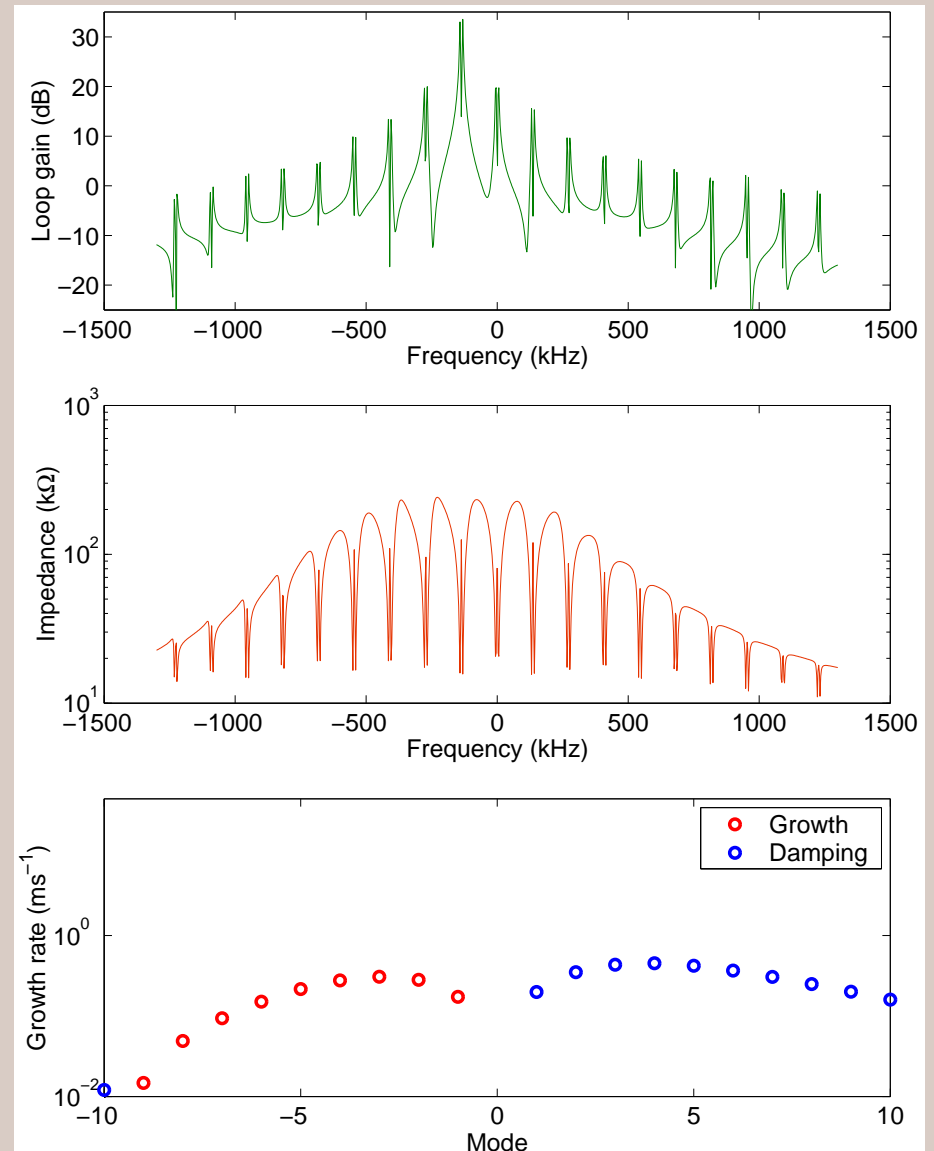 Loop gain (dB)
30
20
10
0
−10
−20
−1500 −1000 −500 0 500 1000 1500
Frequency (kHz)
Impedance (kΩ)
10^3
10^2
10^1
−1500 −1000 −500 0 500 1000 1500
Frequency (kHz)
Growth rate (ms^−1)
10^0
10^−2
Growth
Damping
−10 −5 0 5 10
Mode